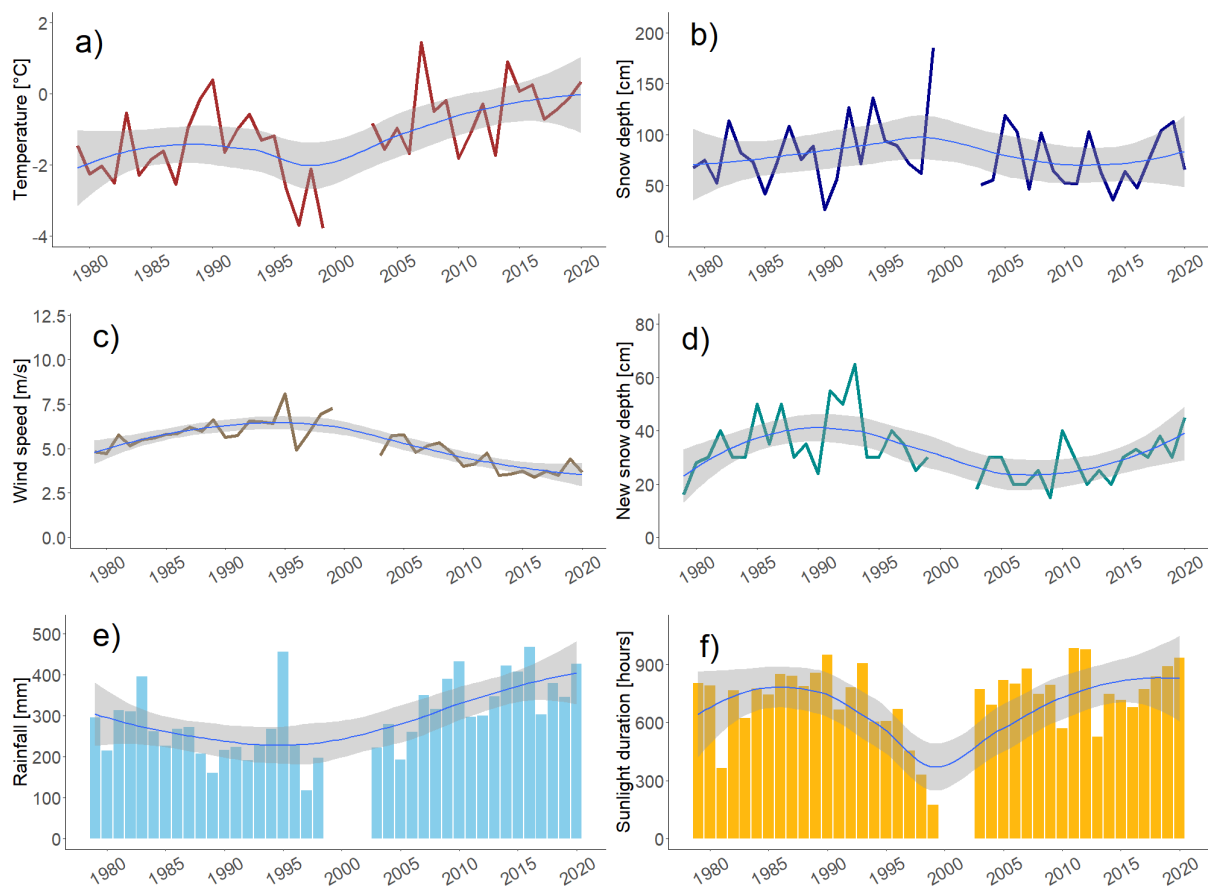 a)
Temperature [°C]
2
0
-2
-4
1980 1985 1990 1995 2000 2005 2010 2015 2020
b)
Snow depth [cm]
200
150
100
50
0
1980 1985 1990 1995 2000 2005 2010 2015 2020
c)
Wind speed [m/s]
12.5
10.0
7.5
5.0
2.5
0.0
1980 1985 1990 1995 2000 2005 2010 2015 2020
d)
New snow depth [cm]
80
60
40
20
0
1980 1985 1990 1995 2000 2005 2010 2015 2020
e)
Rainfall [mm]
500
400
300
200
100
0
1980 1985 1990 1995 2000 2005 2010 2015 2020
f)
Sunlight duration [hours]
900
600
300
0
1980 1985 1990 1995 2000 2005 2010 2015 2020